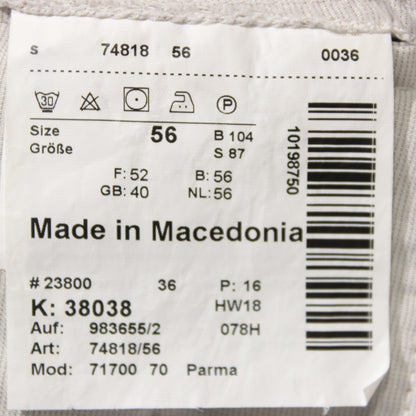 S 74818 56 0036
30 P
Size 56 B 104
Größe S 87
F: 52 B: 56
GB: 40 NL: 56
Made in Macedonia
# 23800 36 P: 16
K: 38038 HW18
Auf: 983655/2 078H
Art: 74818/56
Mod: 71700 70 Parma
10198750